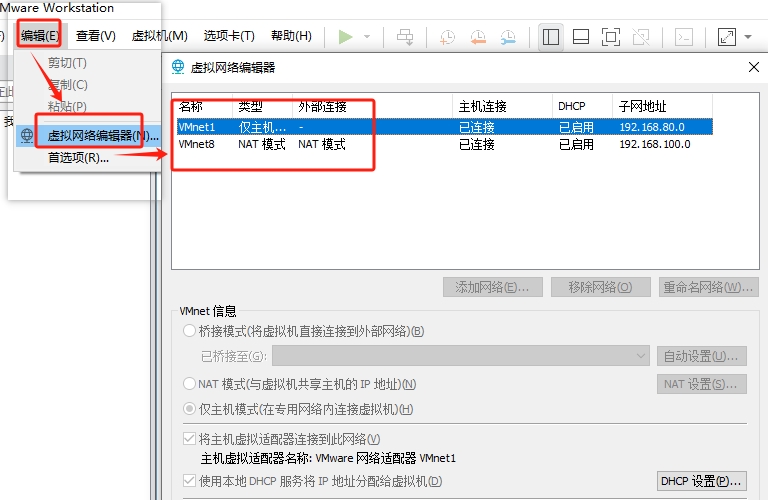 Mware Workstation
编辑(E) 查看(V) 虚拟机(M) 选项卡(T) 帮助(H)
剪切(T)
复制(C)
粘贴(P)
虚拟网络编辑器(N)...
首选项(R)...
虚拟网络编辑器
名称 类型 外部连接 主机连接 DHCP 子网地址
VMnet1 仅主机... - 已连接 已启用 192.168.80.0
VMnet8 NAT 模式 NAT 模式 已连接 已启用 192.168.100.0
添加网络(E)... 移除网络(O) 重命名网络(W)...
VMnet 信息
桥接模式(将虚拟机直接连接到外部网络)(B)
已桥接至(G): 自动设置(U)...
NAT 模式(与虚拟机共享主机的 IP 地址)(N) NAT 设置(S)...
仅主机模式(在专用网络内连接虚拟机)(H)
将主机虚拟适配器连接到此网络(V)
主机虚拟适配器名称: VMware 网络适配器 VMnet1
使用本地 DHCP 服务将 IP 地址分配给虚拟机(D) DHCP 设置(P)...